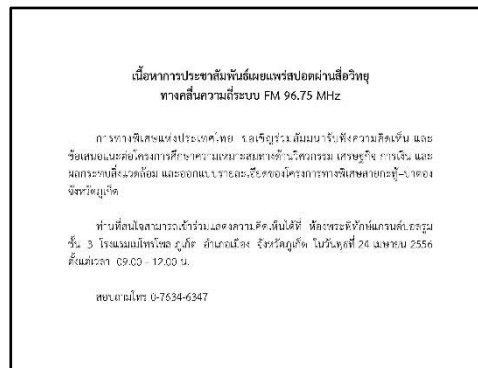 เนื้อหาการประชาสัมพันธ์เผยแพร่สปอตผ่านสื่อวิทยุ
ทางคลื่นความถี่ระบบ FM 96.75 MHz
การทางพิเศษแห่งประเทศไทย ขอเชิญร่วมสัมมนารับฟังความคิดเห็น และ
ข้อเสนอแนะต่อโครงการศึกษาความเหมาะสมทางด้านวิศวกรรม เศรษฐกิจ การเงิน และ
ผลกระทบสิ่งแวดล้อม และออกแบบรายละเอียดของโครงการทางพิเศษสายกะทู้-ป่าตอง
จังหวัดภูเก็ต
ท่านที่สนใจสามารถเข้าร่วมแสดงความคิดเห็นได้ที่ ห้องพระพิทักษ์แกรนด์บอลรูม
ชั้น 3 โรงแรมเมโทรโพล ภูเก็ต อำเภอเมือง จังหวัดภูเก็ต ในวันพุธที่ 24 เมษายน 2556
ตั้งแต่เวลา 09.00 - 12.00 น.
สอบถามโทร 0-7634-6347